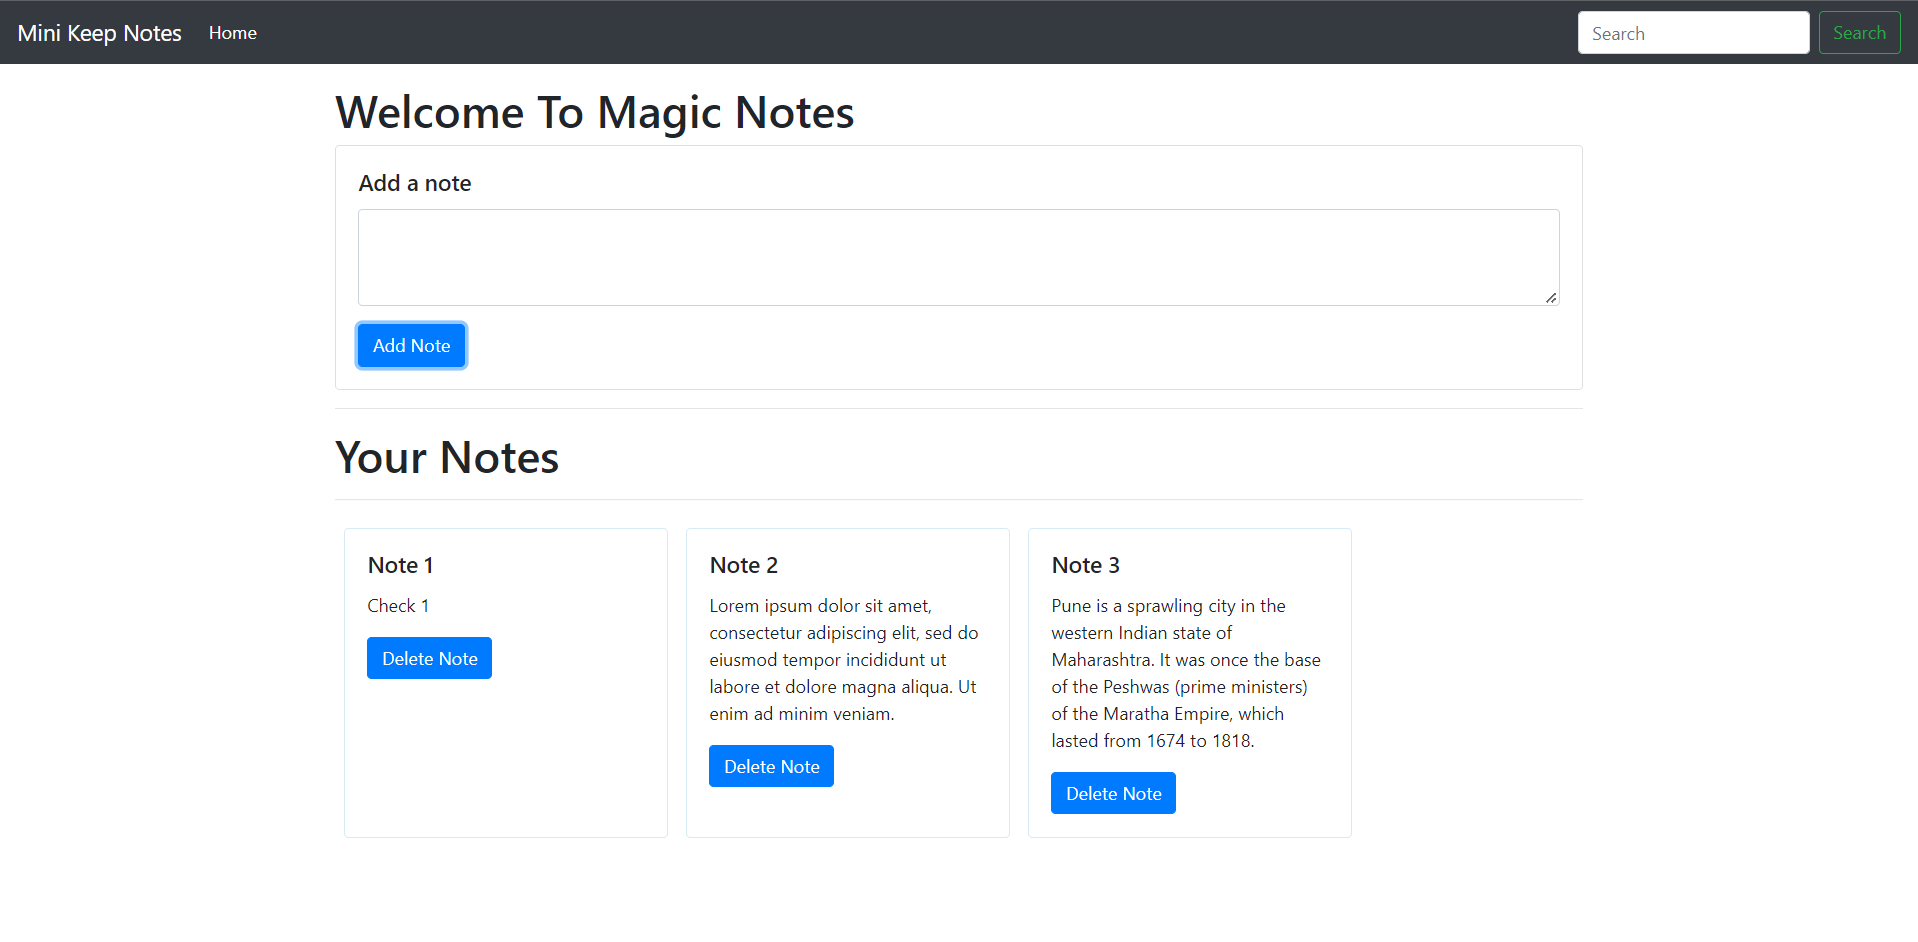 Mini Keep Notes Home Search Search
Welcome To Magic Notes
Add a note
Add Note
Your Notes
Note 1
Check 1
Delete Note
Note 2
Lorem ipsum dolor sit amet,
consectetur adipiscing elit, sed do
eiusmod tempor incididunt ut
labore et dolore magna aliqua. Ut
enim ad minim veniam.
Delete Note
Note 3
Pune is a sprawling city in the
western Indian state of
Maharashtra. It was once the base
of the Peshwas (prime ministers)
of the Maratha Empire, which
lasted from 1674 to 1818.
Delete Note